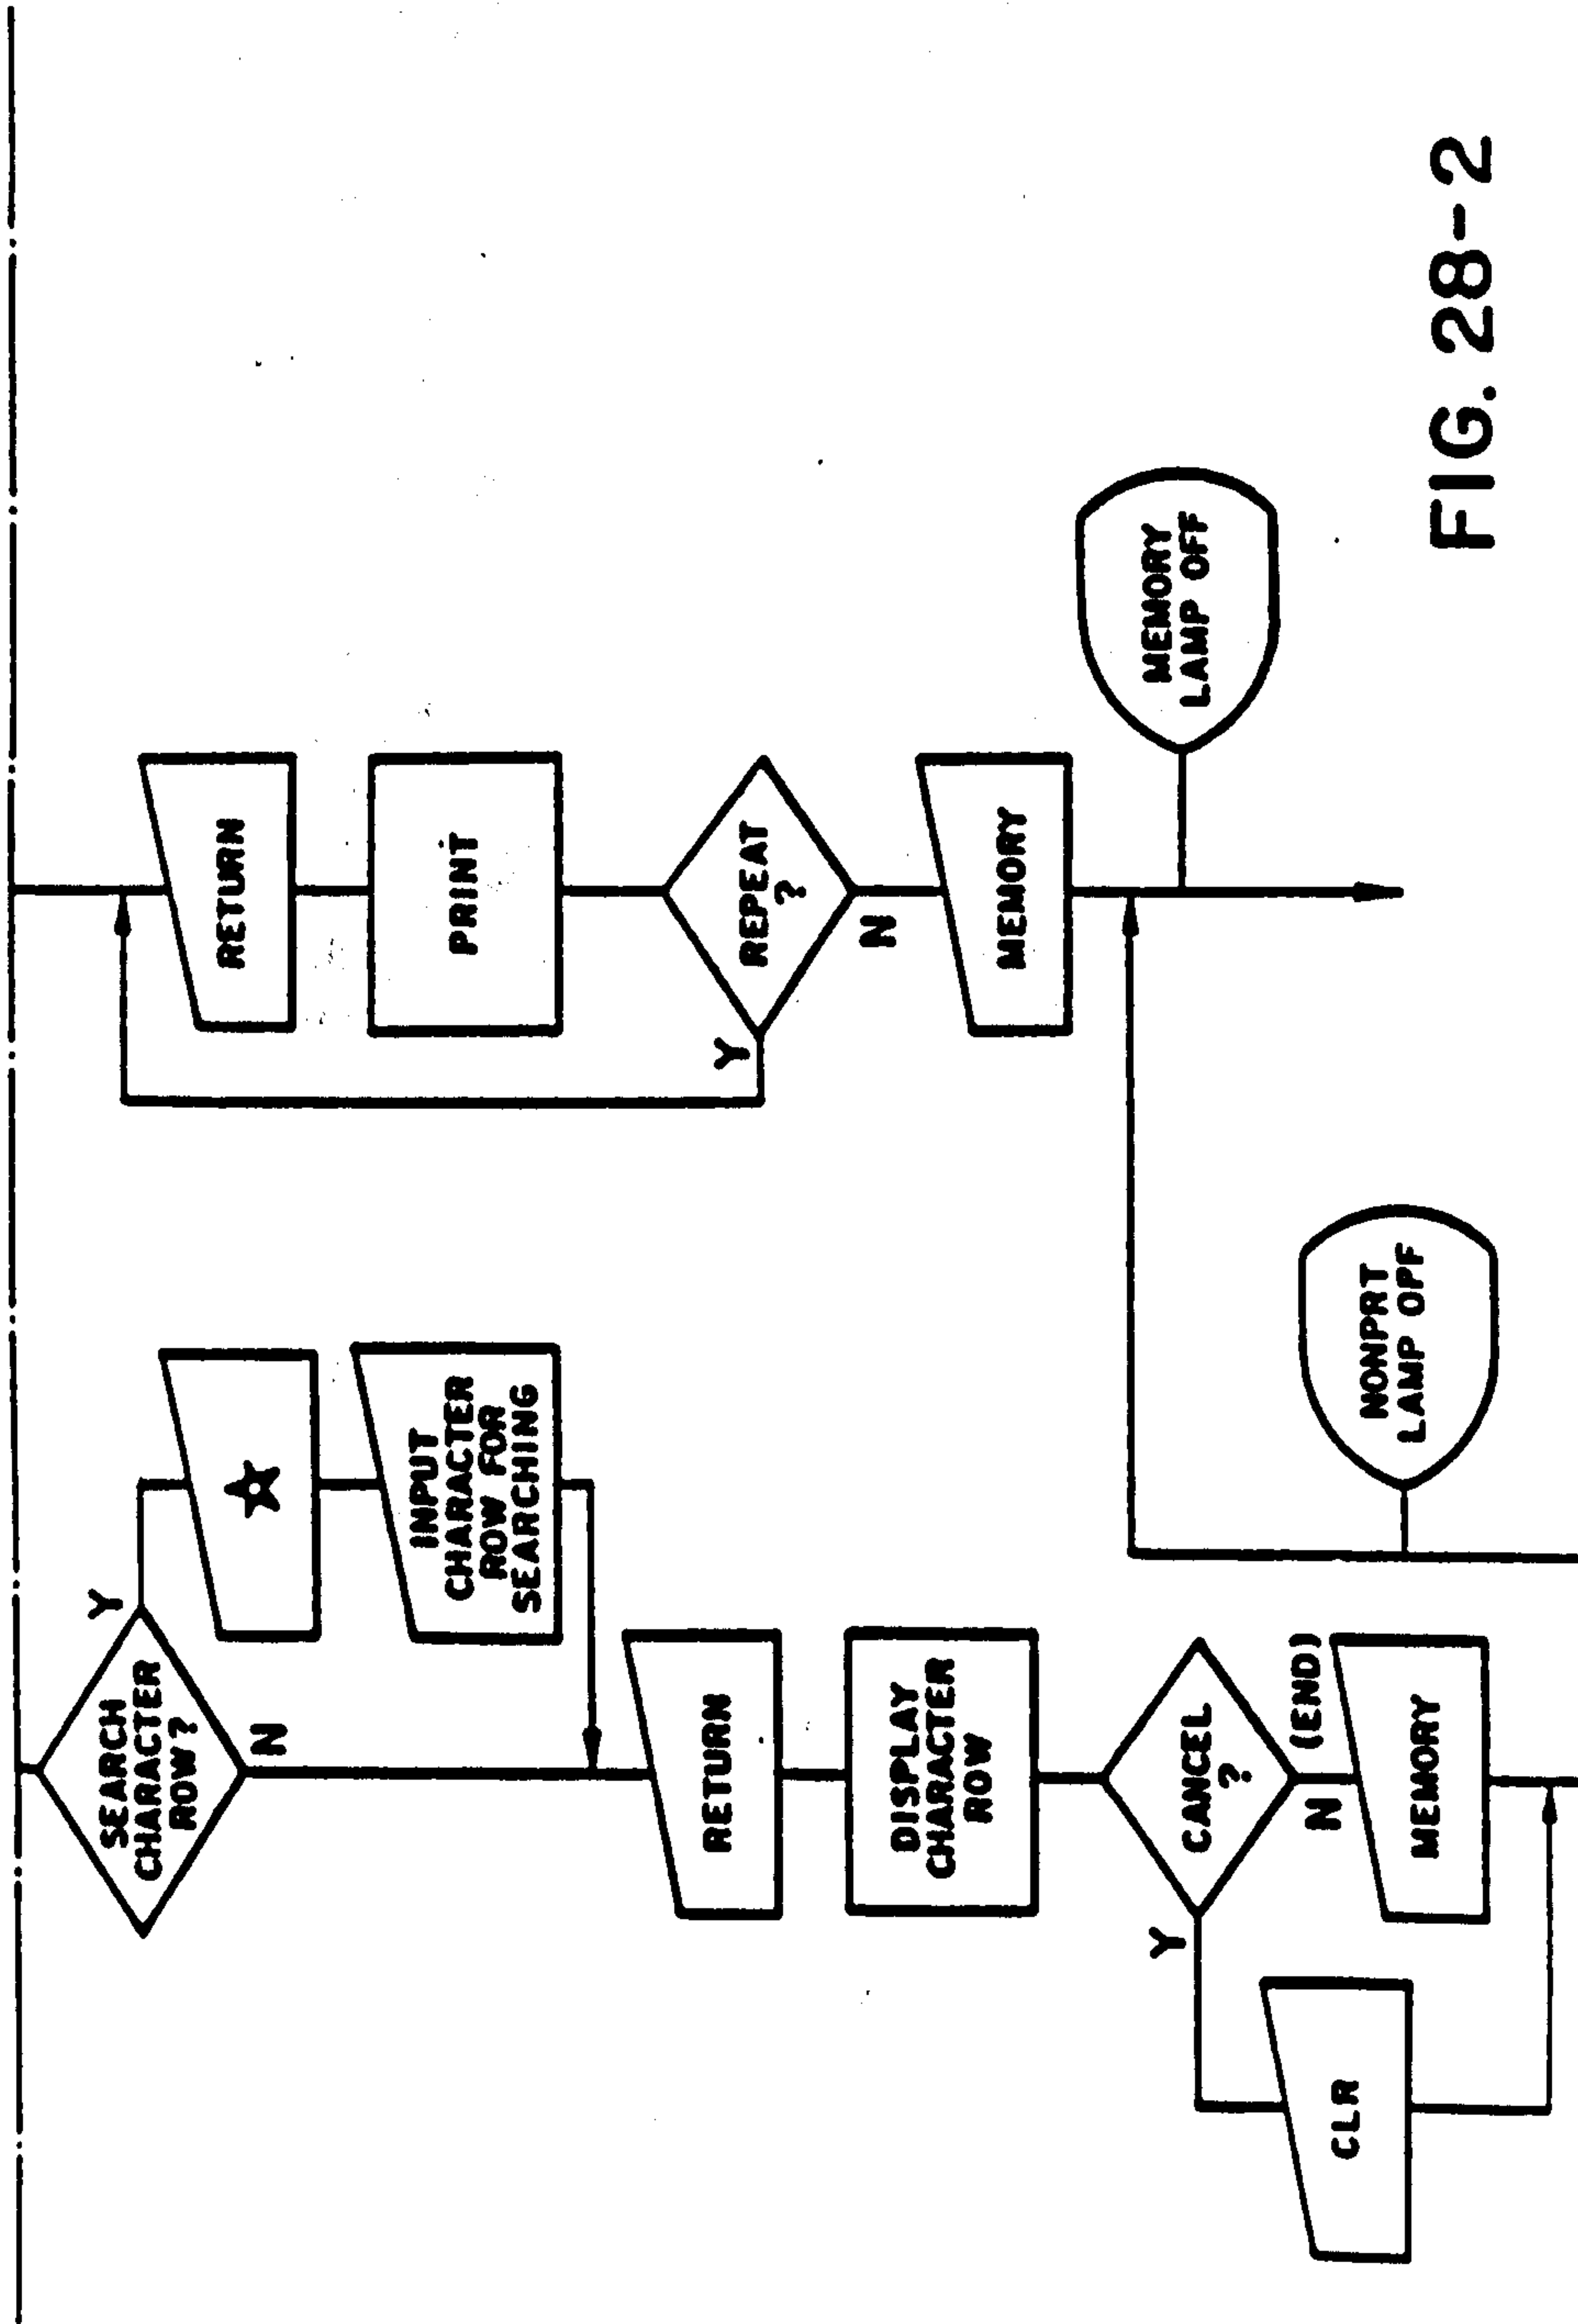 SEARCH
CHARACTER
ROW?
Y
N
☆
INPUT
CHARACTER
ROW FOR
SEARCHING
RETURN
DISPLAY
CHARACTER
ROW
CANCEL
?
Y
N
(END)
CLR
MEMORY
NONPRT
LAMP OFF
RETURN
PRINT
REPEAT
?
Y
N
MEMORY
MEMORY
LAMP OFF
FIG. 28-2